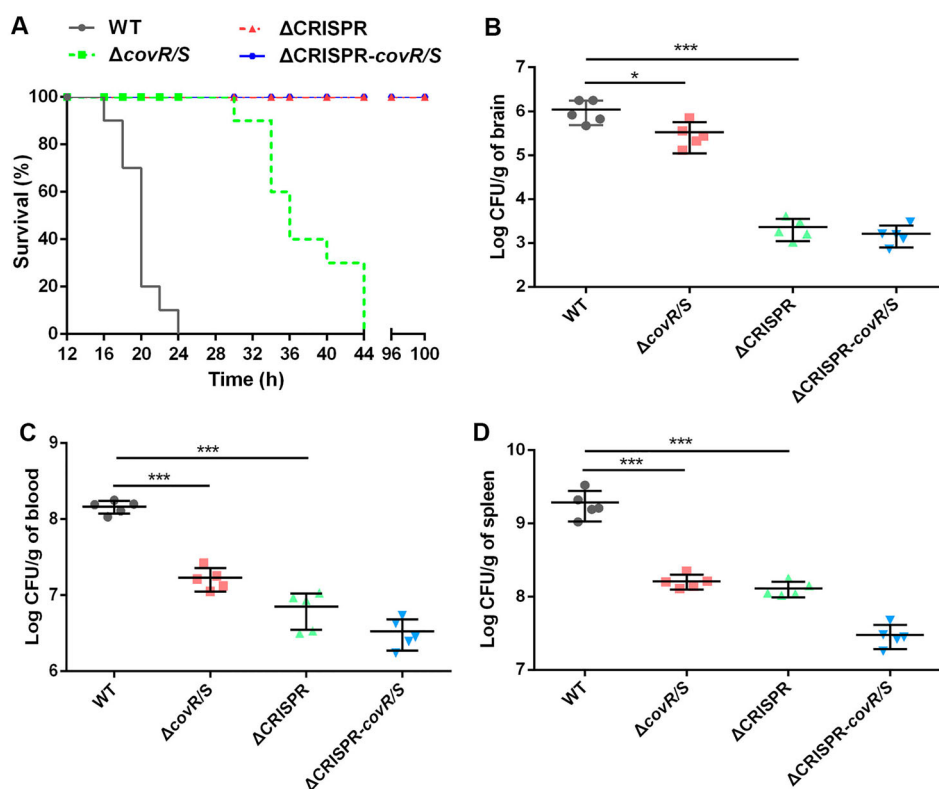 A
WT
ΔCRISPR
ΔcovR/S
ΔCRISPR-covR/S
Survival (%)
100
80
60
40
20
0
12 16 20 24 28 32 36 40 44 96 100
Time (h)
B
Log CFU/g of brain
7
6
5
4
3
2
***
*
WT
ΔcovR/S
ΔCRISPR
ΔCRISPR-covR/S
C
Log CFU/g of blood
9
8
7
6
***
***
WT
ΔcovR/S
ΔCRISPR
ΔCRISPR-covR/S
D
Log CFU/g of spleen
10
9
8
7
***
***
WT
ΔcovR/S
ΔCRISPR
ΔCRISPR-covR/S